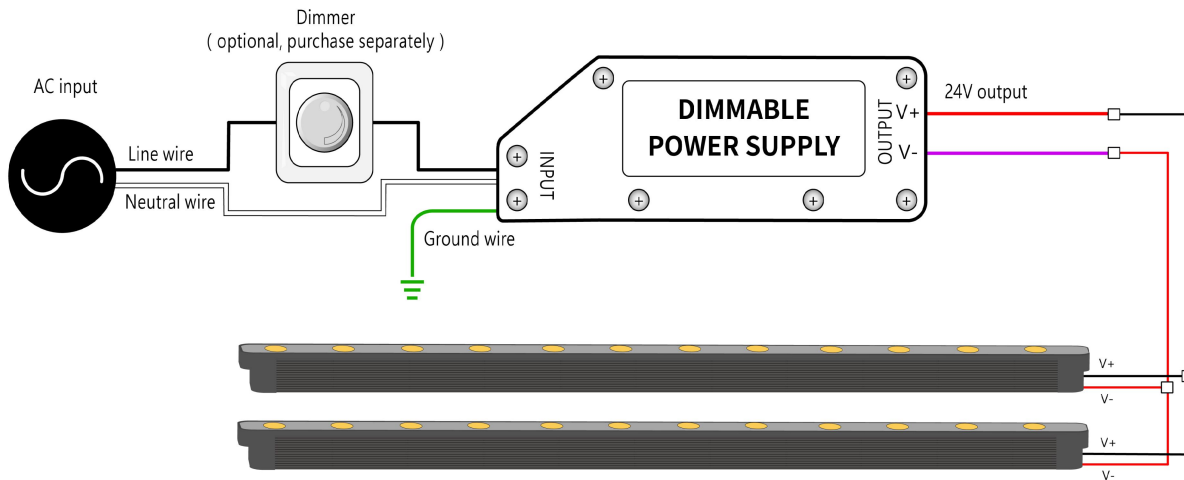 Dimmer
( optional, purchase separately )
AC input
Line wire
Neutral wire
Ground wire
INPUT
DIMMABLE
POWER SUPPLY
OUTPUT
V+
V-
24V output
V+
V-
V+
V-